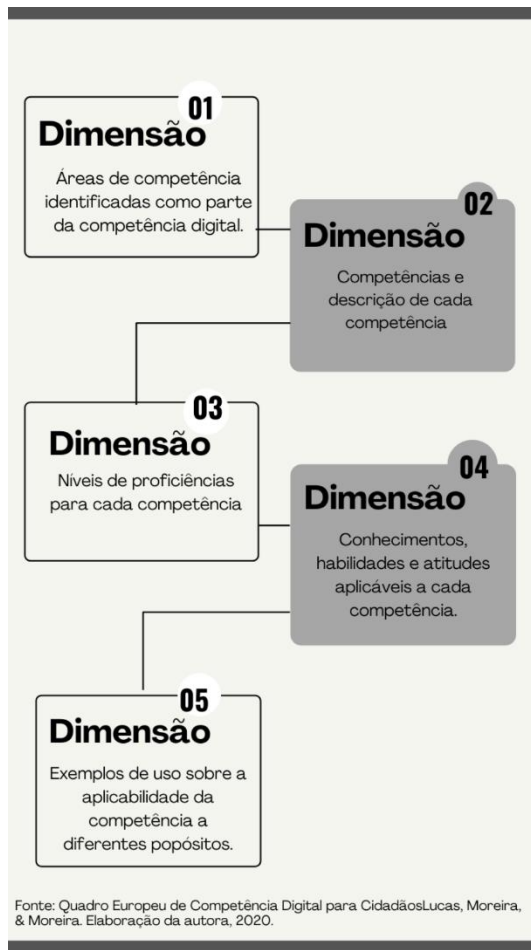 01
Dimensão
Áreas de competência
identificadas como parte
da competência digital.
02
Dimensão
Competências e
descrição de cada
competência
03
Dimensão
Níveis de proficiências
para cada competência
04
Dimensão
Conhecimentos,
habilidades e atitudes
aplicáveis a cada
competência.
05
Dimensão
Exemplos de uso sobre a
aplicabilidade da
competência a
diferentes popósitos.
Fonte: Quadro Europeu de Competência Digital para CidadãosLucas, Moreira,
& Moreira. Elaboração da autora, 2020.